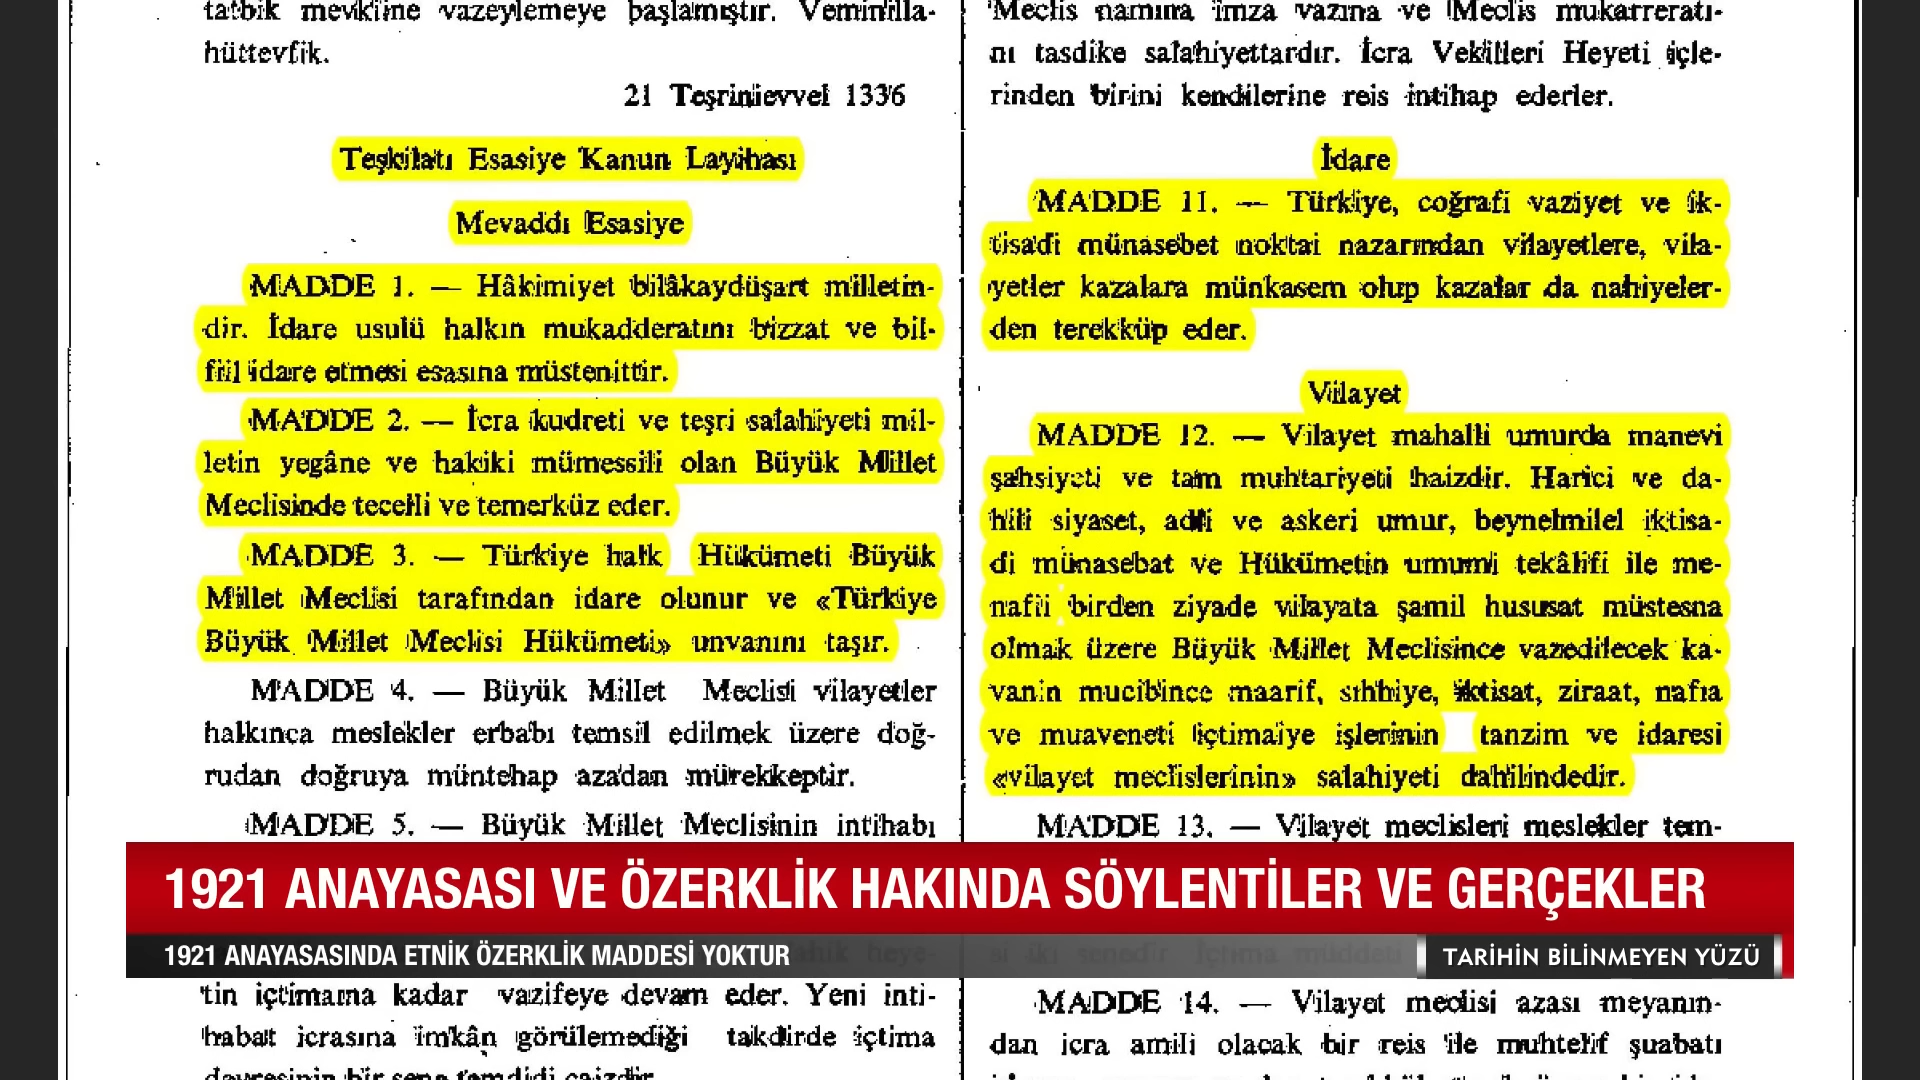 tatbik mevkiine vazeylemeye başlamıştır. Veminilla-
hüttevfik.
21 Teşrinievvel 1336
Teşkilatı Esasiye Kanun Layihası
Mevaddı Esasiye
MADDE 1. — Hâkimiyet bilâkaydüşart milletin-
dir. İdare usulü halkın mukadderatını bizzat ve bil-
fiil idare etmesi esasına müstenittir.
MADDE 2. — İcra kudreti ve teşri salahiyeti mil-
letin yegâne ve hakiki mümessili olan Büyük Millet
Meclisinde tecelli ve temerküz eder.
MADDE 3. — Türkiye halk Hükümeti Büyük
Millet Meclisi tarafından idare olunur ve «Türkiye
Büyük Millet Meclisi Hükümeti» unvanını taşır.
MADDE 4. — Büyük Millet Meclisi vilayetler
halkınca meslekler erbabı temsil edilmek üzere doğ-
rudan doğruya müntehap azadan mürekkeptir.
MADDE 5. — Büyük Millet Meclisinin intihabı
tin içtimaına kadar vazifeye devam eder. Yeni inti-
habat icrasına imkân görülemediği takdirde içtima
devresinin bir sene temdidi caizdir.
Meclis namına imza vazına ve Meclis mukarreratı-
nı tasdike salahiyettardır. İcra Vekilleri Heyeti içle-
rinden birini kendilerine reis intihap ederler.
İdare
MADDE 11. — Türkiye, coğrafi vaziyet ve ik-
tisadi münasebet noktai nazarından vilayetlere, vila-
yetler kazalara münkasem olup kazalar da nahiyeler-
den terekküp eder.
Vilayet
MADDE 12. — Vilayet mahalli umurda manevi
şahsiyeti ve tam muhtariyeti haizdir. Harici ve da-
hili siyaset, adli ve askeri umur, beynelmilel iktisa-
di münasebat ve Hükümetin umumi tekâlifi ile me-
nafii birden ziyade vilayata şamil hususat müstesna
olmak üzere Büyük Millet Meclisince vazedilecek ka-
vanin mucibince maarif, sıhhiye, iktisat, ziraat, nafıa
ve muaveneti içtimaiye işlerinin tanzim ve idaresi
«vilayet meclislerinin» salahiyeti dahilindedir.
MADDE 13. — Vilayet meclisleri meslekler tem-
si iki senedir İçtima müddeti
MADDE 14. — Vilayet meclisi azası meyanın-
dan icra amili olacak bir reis ile muhtelif şuabatı
1921 ANAYASASI VE ÖZERKLİK HAKINDA SÖYLENTİLER VE GERÇEKLER
1921 ANAYASASINDA ETNİK ÖZERKLİK MADDESİ YOKTUR
TARİHİN BİLİNMEYEN YÜZÜ